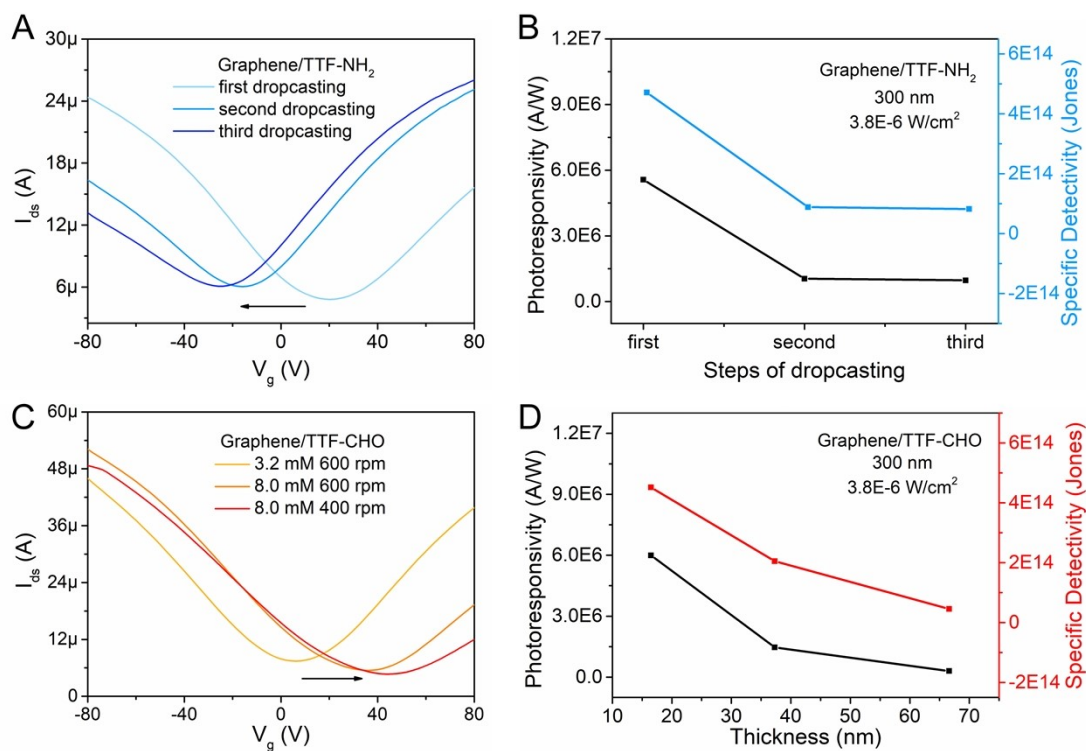 A
30μ
24μ
18μ
12μ
6μ
I_ds (A)
Graphene/TTF-NH₂
first dropcasting
second dropcasting
third dropcasting
-80
-40
0
40
80
V_g (V)
B
1.2E7
9.0E6
6.0E6
3.0E6
0.0
Photoresponsivity (A/W)
Graphene/TTF-NH₂
300 nm
3.8E-6 W/cm²
6E14
4E14
2E14
0
-2E14
Specific Detectivity (Jones)
first
second
third
Steps of dropcasting
C
60μ
48μ
36μ
24μ
12μ
0
I_ds (A)
Graphene/TTF-CHO
3.2 mM 600 rpm
8.0 mM 600 rpm
8.0 mM 400 rpm
-80
-40
0
40
80
V_g (V)
D
1.2E7
9.0E6
6.0E6
3.0E6
0.0
Photoresponsivity (A/W)
Graphene/TTF-CHO
300 nm
3.8E-6 W/cm²
6E14
4E14
2E14
0
-2E14
Specific Detectivity (Jones)
10
20
30
40
50
60
70
Thickness (nm)